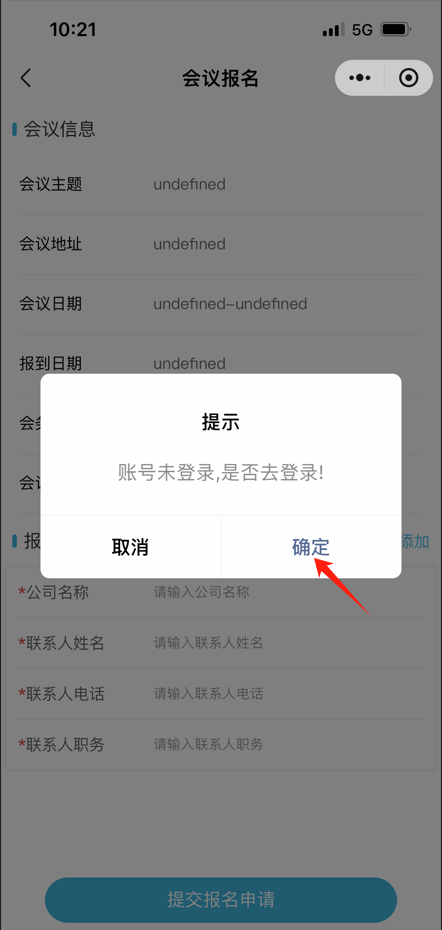 10:21 5G
会议报名
会议信息
会议主题 undefined
会议地址 undefined
会议日期 undefined-undefined
报到日期 undefined
会
会
提示
账号未登录,是否去登录!
取消 确定
报 添加
*公司名称 请输入公司名称
*联系人姓名 请输入联系人姓名
*联系人电话 请输入联系人电话
*联系人职务 请输入联系人职务
提交报名申请